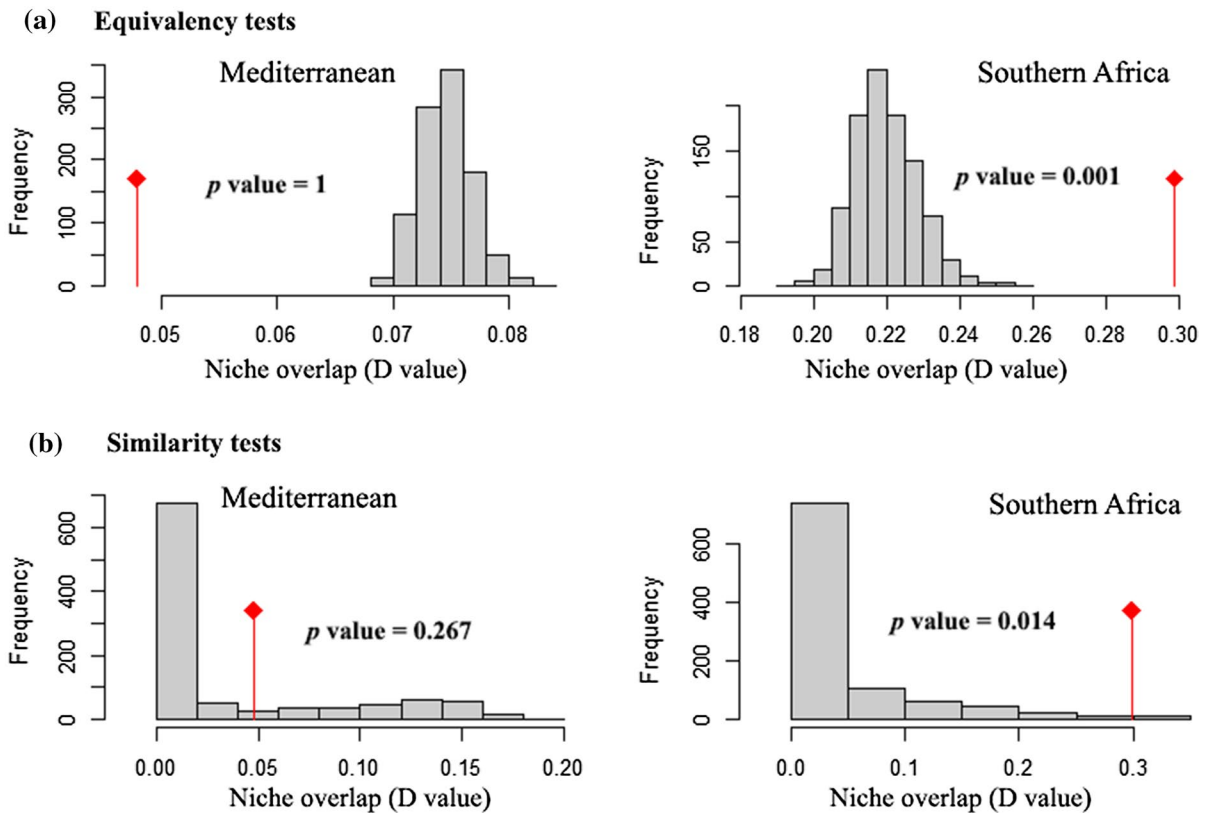 (a) Equivalency tests
Mediterranean
Frequency
0 100 200 300
p value = 1
0.05 0.06 0.07 0.08
Niche overlap (D value)
Southern Africa
Frequency
0 50 150
p value = 0.001
0.18 0.20 0.22 0.24 0.26 0.28 0.30
Niche overlap (D value)
(b) Similarity tests
Mediterranean
Frequency
0 200 400 600
p value = 0.267
0.00 0.05 0.10 0.15 0.20
Niche overlap (D value)
Southern Africa
Frequency
0 200 400 600
p value = 0.014
0.0 0.1 0.2 0.3
Niche overlap (D value)